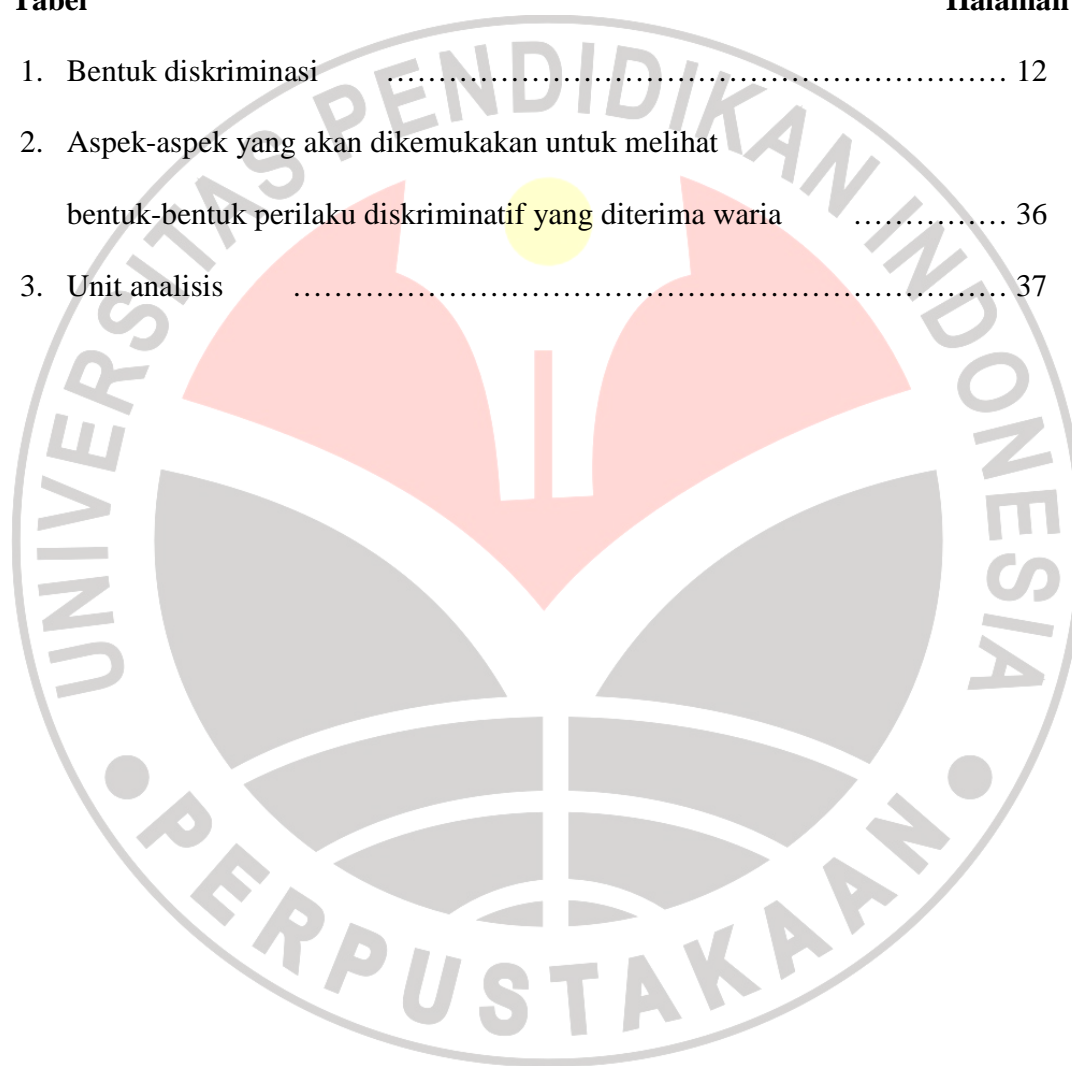 Tabel Halaman
1. Bentuk diskriminasi ………………………………………………… 12
2. Aspek-aspek yang akan dikemukakan untuk melihat
bentuk-bentuk perilaku diskriminatif yang diterima waria …………… 36
3. Unit analisis ………………………………………………………… 37
UNIVERSITAS PENDIDIKAN INDONESIA
PERPUSTAKAAN